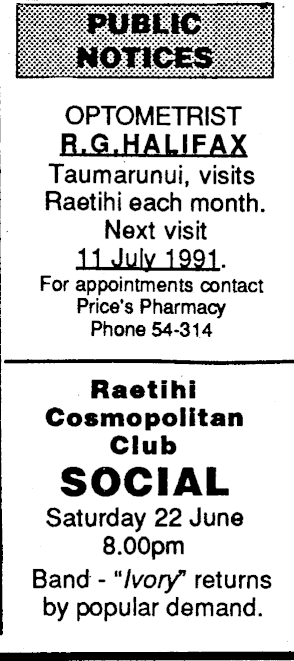 PUBLIC
NOTICES
OPTOMETRIST
R.G.HALIFAX
Taumarunui, visits
Raetihi each month.
Next visit
11 July 1991.
For appointments contact
Price's Pharmacy
Phone 54-314
Raetihi
Cosmopolitan
Club
SOCIAL
Saturday 22 June
8.00pm
Band - "Ivory" returns
by popular demand.